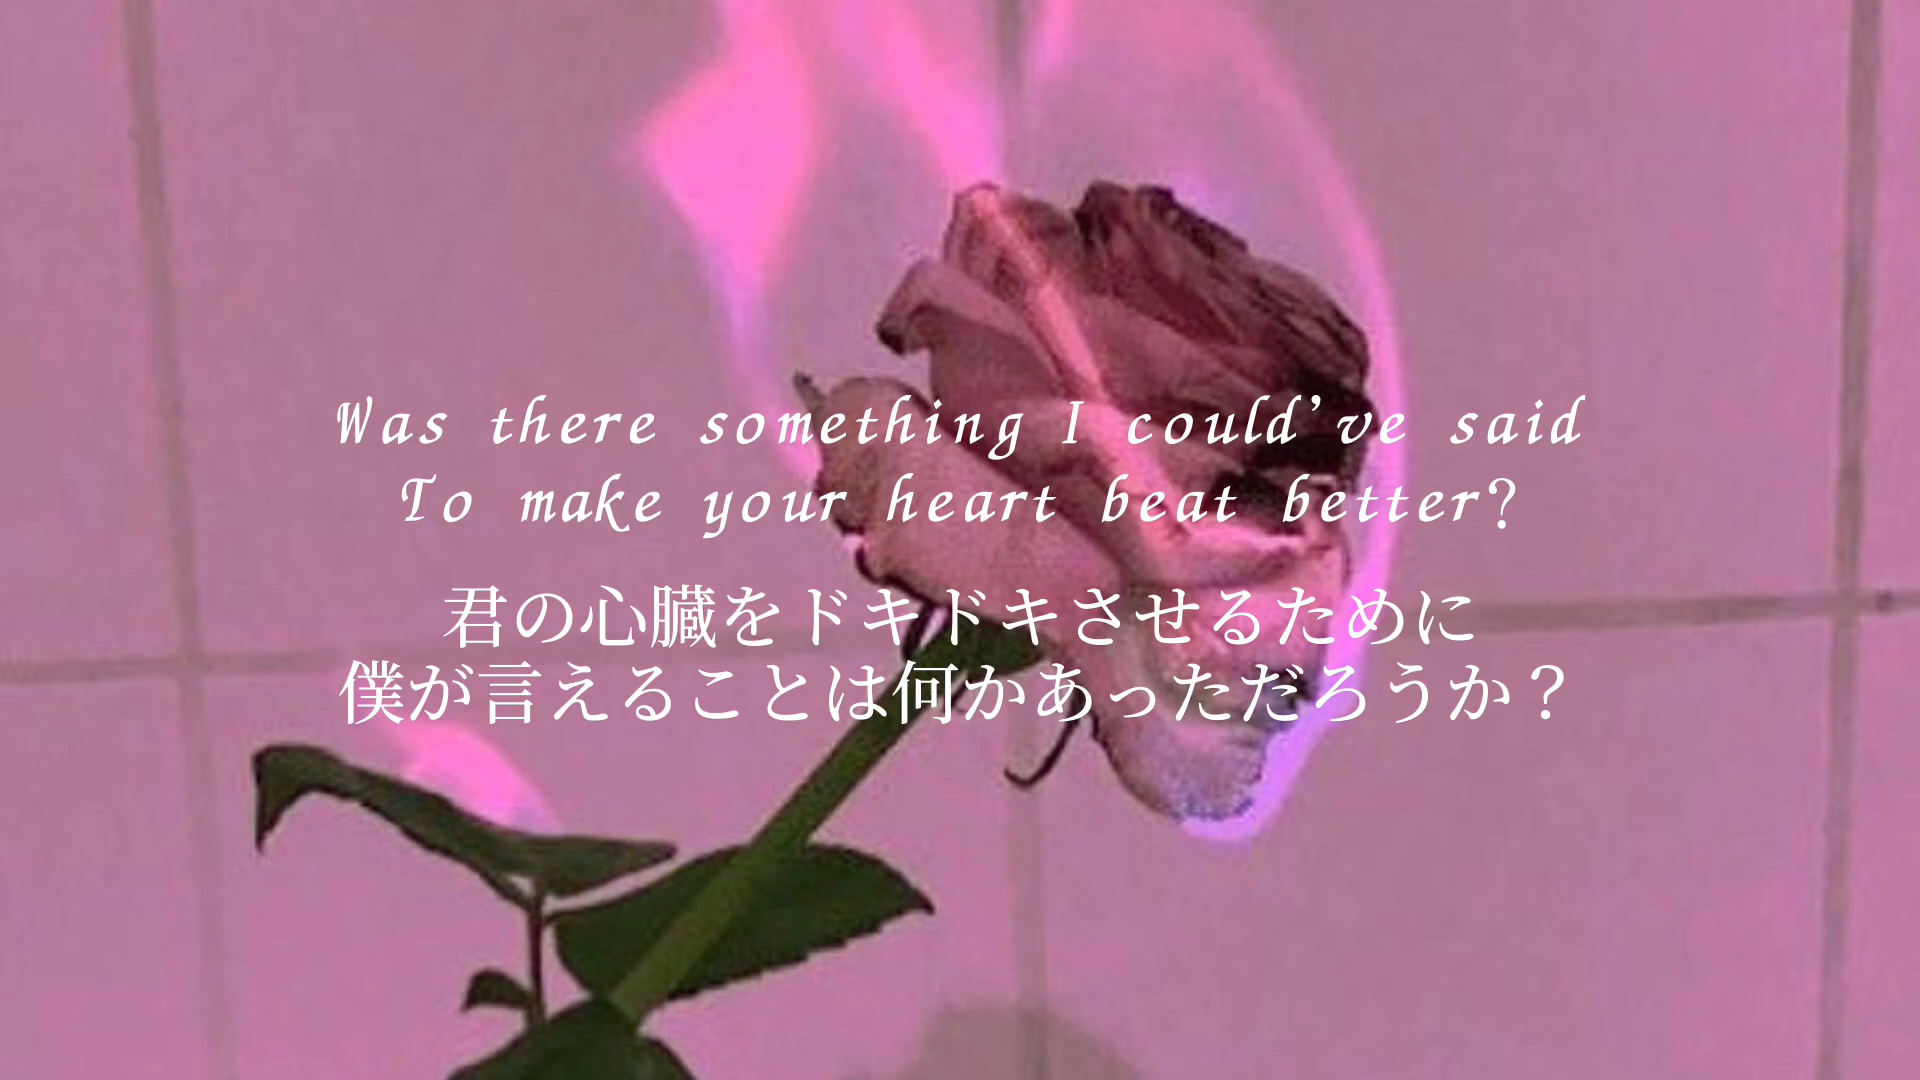 Was there something I could've said
To make your heart beat better?
君の心臓をドキドキさせるために
僕が言えることは何かあっただろうか？